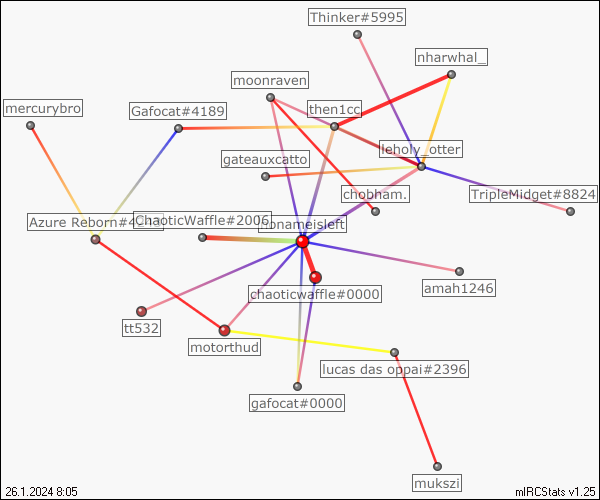 Thinker#5995
nharwhal_
moonraven
mercurybro
Gafocat#4189
then1cc
leholy_otter
gateauxcatto
chobham.
TripleMidget#8824
Azure Reborn#4
ChaoticWaffle#2006
nonameisleft
chaoticwaffle#0000
amah1246
tt532
motorthud
lucas das oppai#2396
gafocat#0000
mukszi
26.1.2024 8:05
mIRCStats v1.25